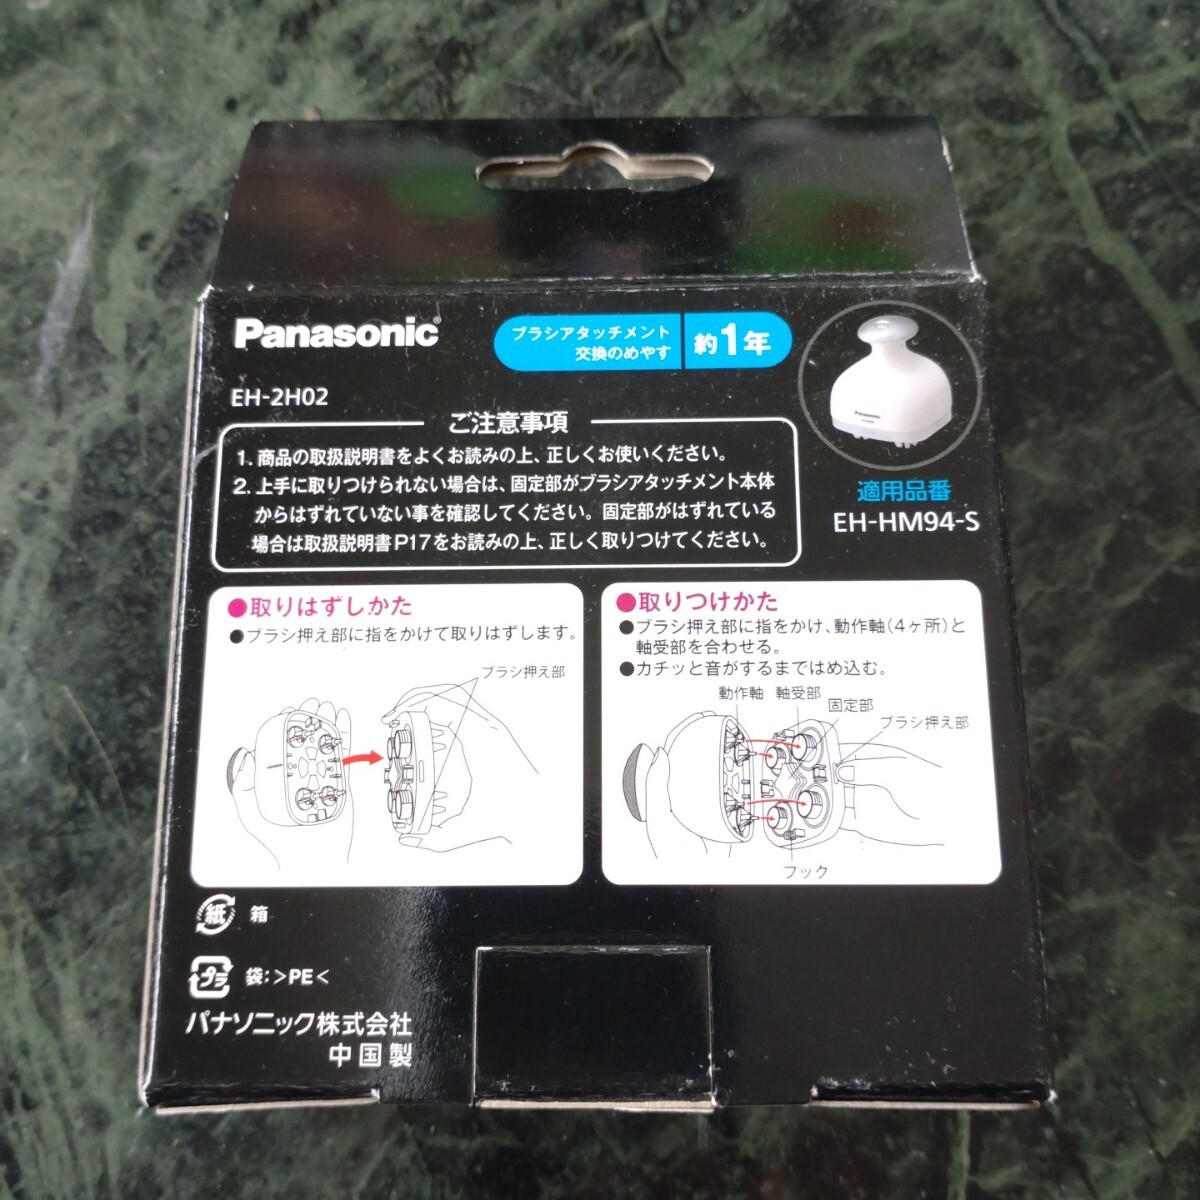 Panasonic®
EH-2H02
ブラシアタッチメント
交換のめやす
約1年
Panasonic
適用品番
EH-HM94-S
ご注意事項
1. 商品の取扱説明書をよくお読みの上、正しくお使いください。
2. 上手に取りつけられない場合は、固定部がブラシアタッチメント本体
からはずれていない事を確認してください。固定部がはずれている
場合は取扱説明書P17をお読みの上、正しく取りつけてください。
●取りはずしかた
●ブラシ押え部に指をかけて取りはずします。
ブラシ押え部
●取りつけかた
●ブラシ押え部に指をかけ、動作軸(4ヶ所)と
軸受部を合わせる。
●カチッと音がするまではめ込む。
動作軸 軸受部
固定部
ブラシ押え部
フック
紙 箱
プラ 袋:>PE<
パナソニック株式会社
中国製